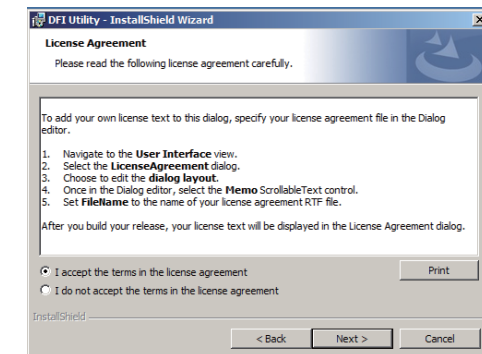 DFI Utility - InstallShield Wizard
License Agreement
Please read the following license agreement carefully.
To add your own license text to this dialog, specify your license agreement file in the Dialog
editor.
1. Navigate to the User Interface view.
2. Select the LicenseAgreement dialog.
3. Choose to edit the dialog layout.
4. Once in the Dialog editor, select the Memo ScrollableText control.
5. Set FileName to the name of your license agreement RTF file.
After you build your release, your license text will be displayed in the License Agreement dialog.
I accept the terms in the license agreement
Print
I do not accept the terms in the license agreement
InstallShield
< Back
Next >
Cancel